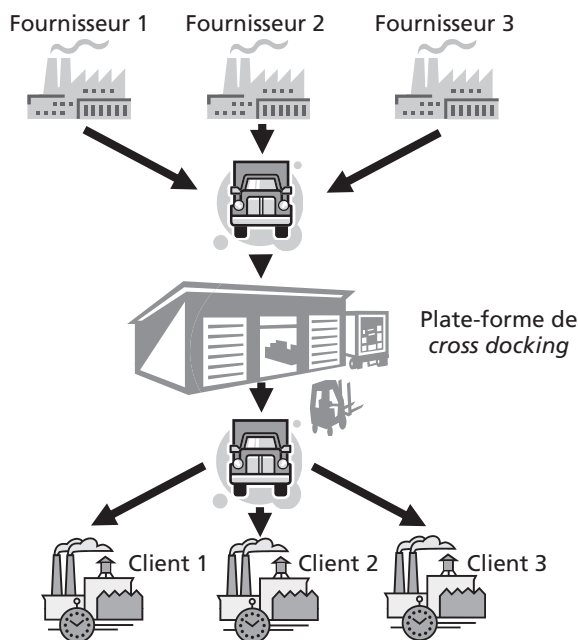 Fournisseur 1
Fournisseur 2
Fournisseur 3
Plate-forme de
cross docking
Client 1
Client 2
Client 3